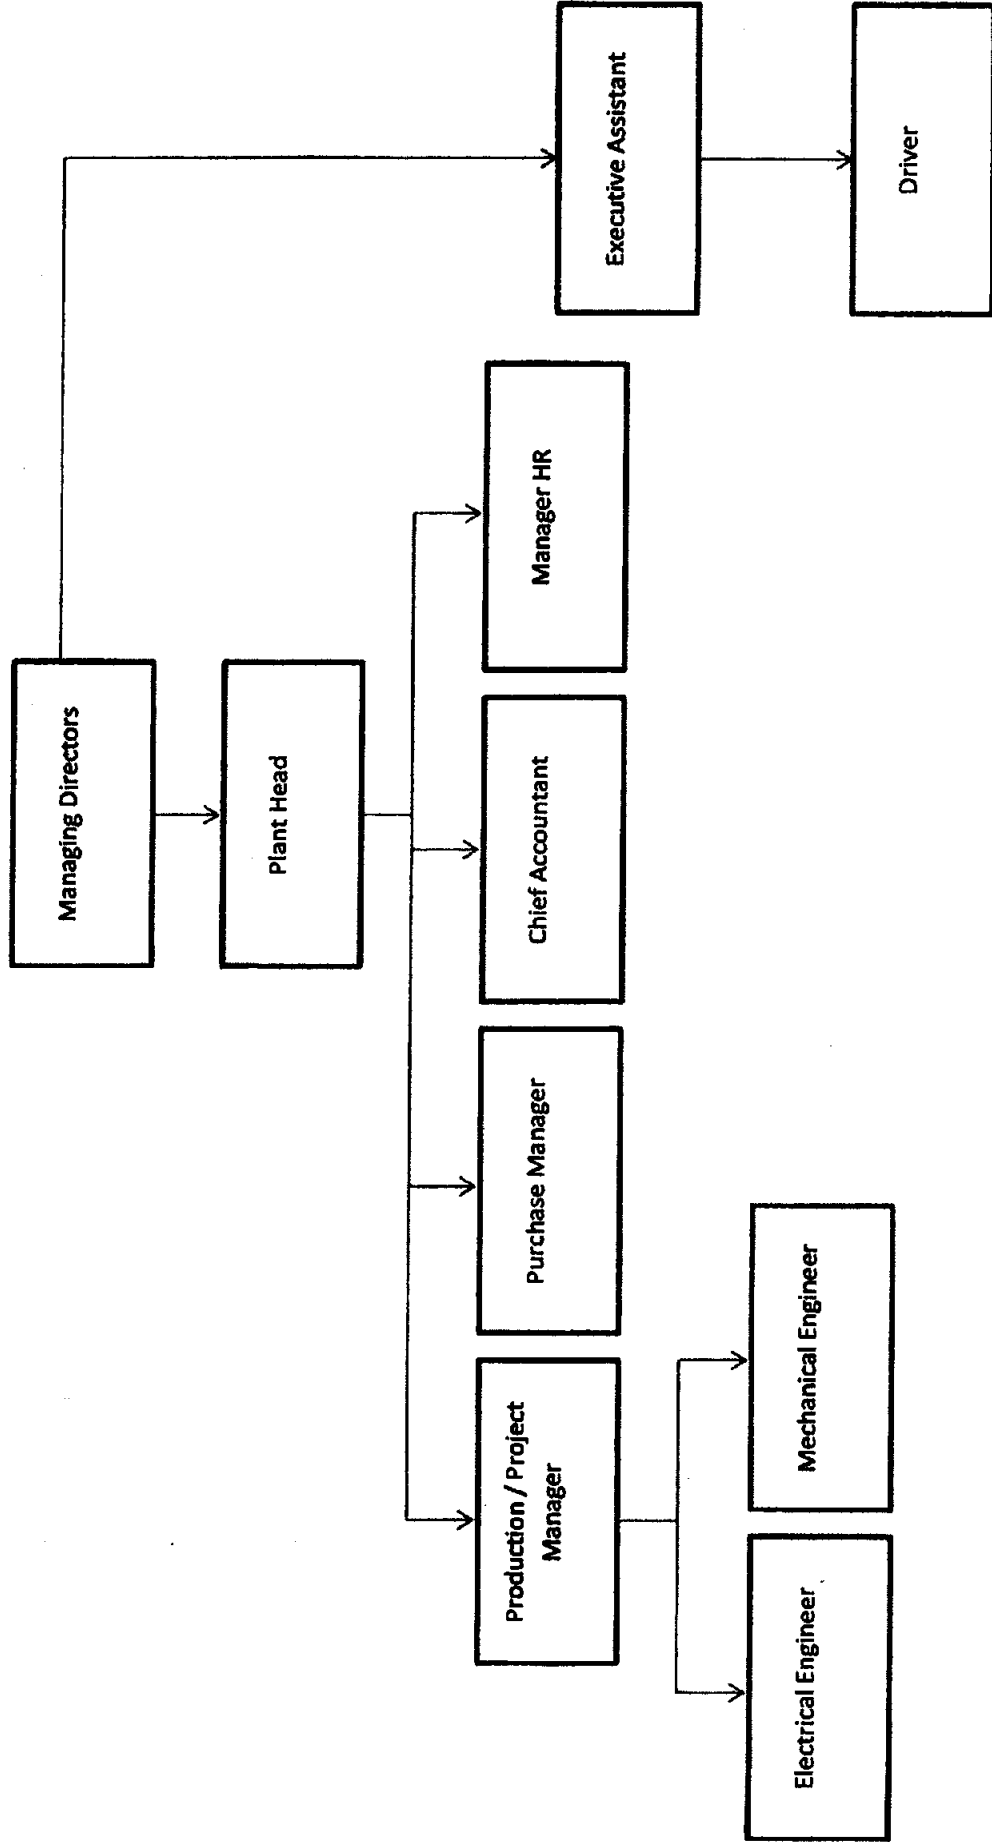 Managing Directors
Plant Head
Production / Project
Manager
Purchase Manager
Chief Accountant
Manager HR
Executive Assistant
Electrical Engineer
Mechanical Engineer
Driver